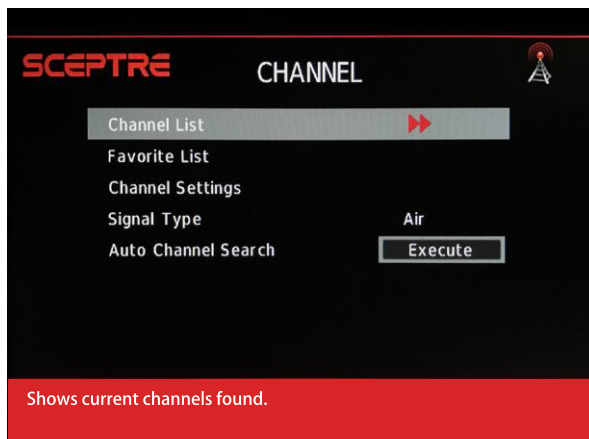 SCEPTRE
CHANNEL
Channel List
Favorite List
Channel Settings
Signal Type Air
Auto Channel Search Execute
Shows current channels found.